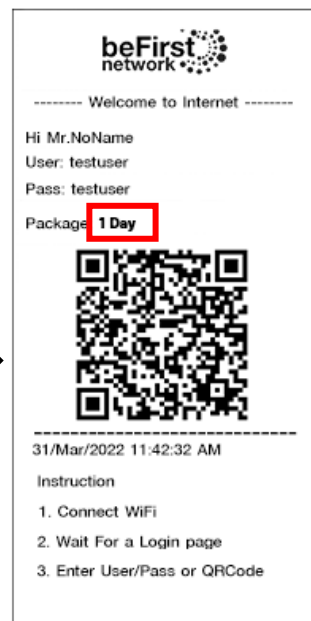 beFirst
network
-------- Welcome to Internet --------
Hi Mr.NoName
User: testuser
Pass: testuser
Package 1 Day
31/Mar/2022 11:42:32 AM
Instruction
1. Connect WiFi
2. Wait For a Login page
3. Enter User/Pass or QRCode